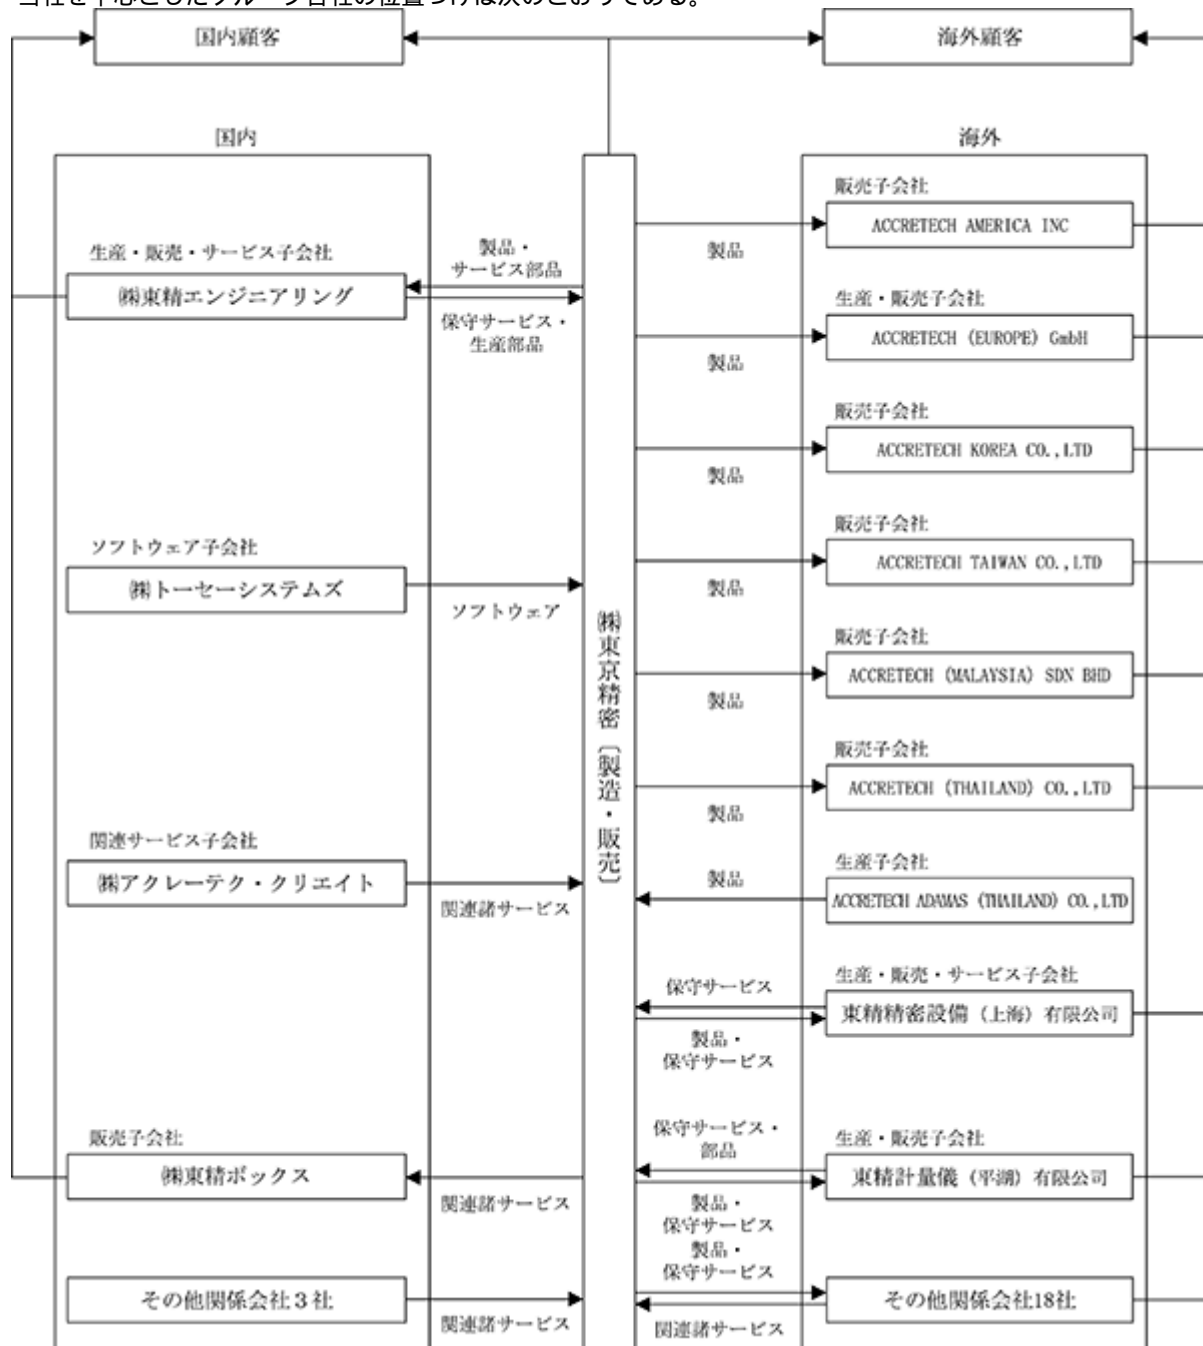 当社を中心としたグループ各社の位置づけは次のとおりである。
国内顧客
海外顧客
国内
海外
生産・販売・サービス子会社
㈱東精エンジニアリング
製品・
サービス部品
保守サービス・
生産部品
ソフトウェア子会社
㈱トーセーシステムズ
ソフトウェア
関連サービス子会社
㈱アクレーテク・クリエイト
関連諸サービス
販売子会社
㈱東精ボックス
関連諸サービス
その他関係会社3社
関連諸サービス
㈱東京精密〔製造・販売〕
販売子会社
ACCRETECH AMERICA INC
製品
生産・販売子会社
ACCRETECH (EUROPE) GmbH
製品
販売子会社
ACCRETECH KOREA CO.,LTD
製品
販売子会社
ACCRETECH TAIWAN CO.,LTD
製品
販売子会社
ACCRETECH (MALAYSIA) SDN BHD
製品
販売子会社
ACCRETECH (THAILAND) CO.,LTD
製品
生産子会社
ACCRETECH ADAMAS (THAILAND) CO.,LTD
製品
生産・販売・サービス子会社
東精精密設備(上海)有限公司
保守サービス
製品・
保守サービス
生産・販売子会社
東精計量儀(平湖)有限公司
保守サービス・
部品
製品・
保守サービス
製品・
保守サービス
その他関係会社18社
関連諸サービス